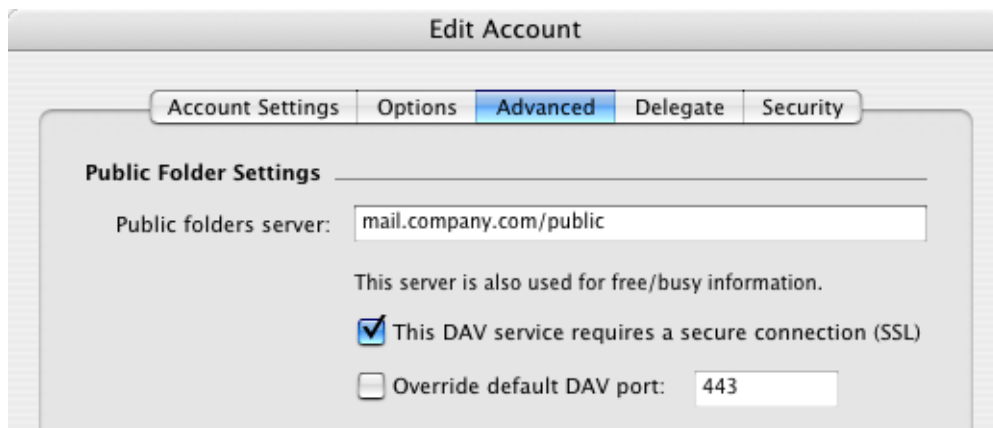 Edit Account
Account Settings Options Advanced Delegate Security
Public Folder Settings
Public folders server: mail.company.com/public
This server is also used for free/busy information.
This DAV service requires a secure connection (SSL)
Override default DAV port: 443